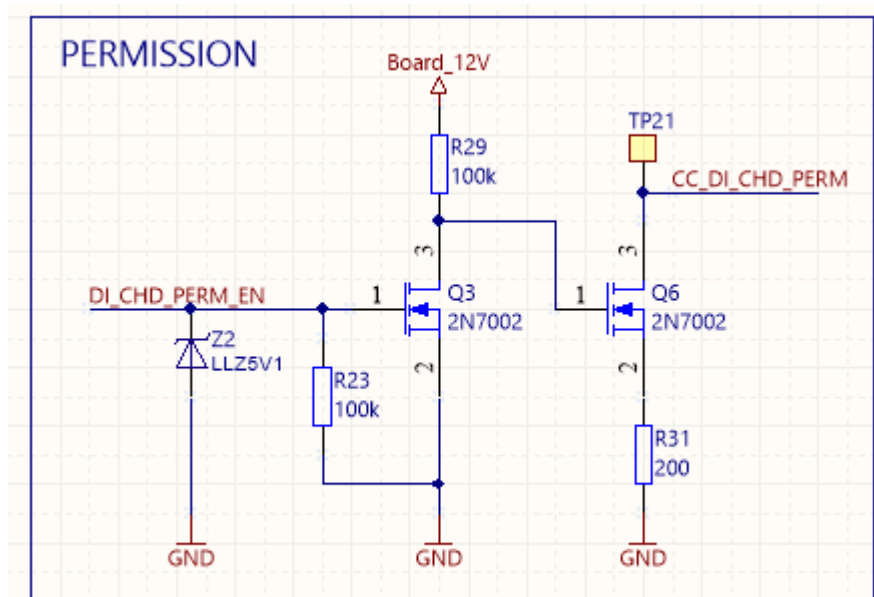 PERMISSION
Board_12V
R29
100k
TP21
CC_DI_CHD_PERM
3
3
DI_CHD_PERM_EN
1
Q3
2N7002
1
Q6
2N7002
Z2
LLZ5V1
2
2
R23
100k
R31
200
GND
GND
GND